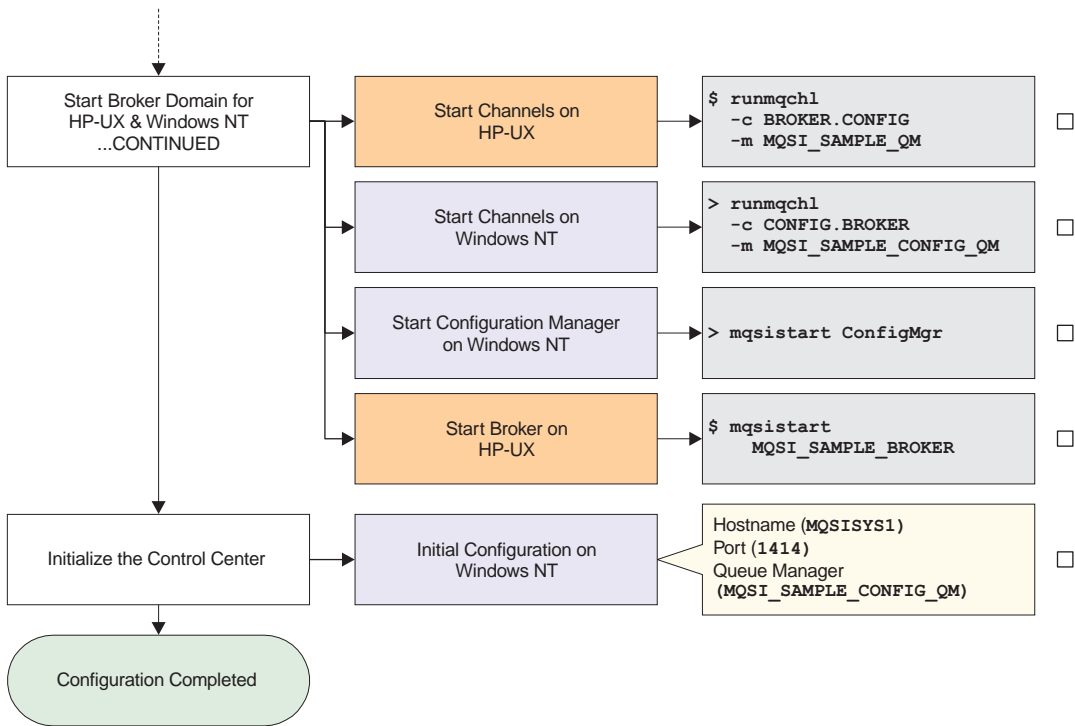 Start Broker Domain for
HP-UX & Windows NT
...CONTINUED
Start Channels on
HP-UX
$ runmqchl
-c BROKER.CONFIG
-m MQSI_SAMPLE_QM
Start Channels on
Windows NT
> runmqchl
-c CONFIG.BROKER
-m MQSI_SAMPLE_CONFIG_QM
Start Configuration Manager
on Windows NT
> mqsistart ConfigMgr
Start Broker on
HP-UX
$ mqsistart
MQSI_SAMPLE_BROKER
Initialize the Control Center
Initial Configuration on
Windows NT
Hostname (MQSISYS1)
Port (1414)
Queue Manager
(MQSI_SAMPLE_CONFIG_QM)
Configuration Completed